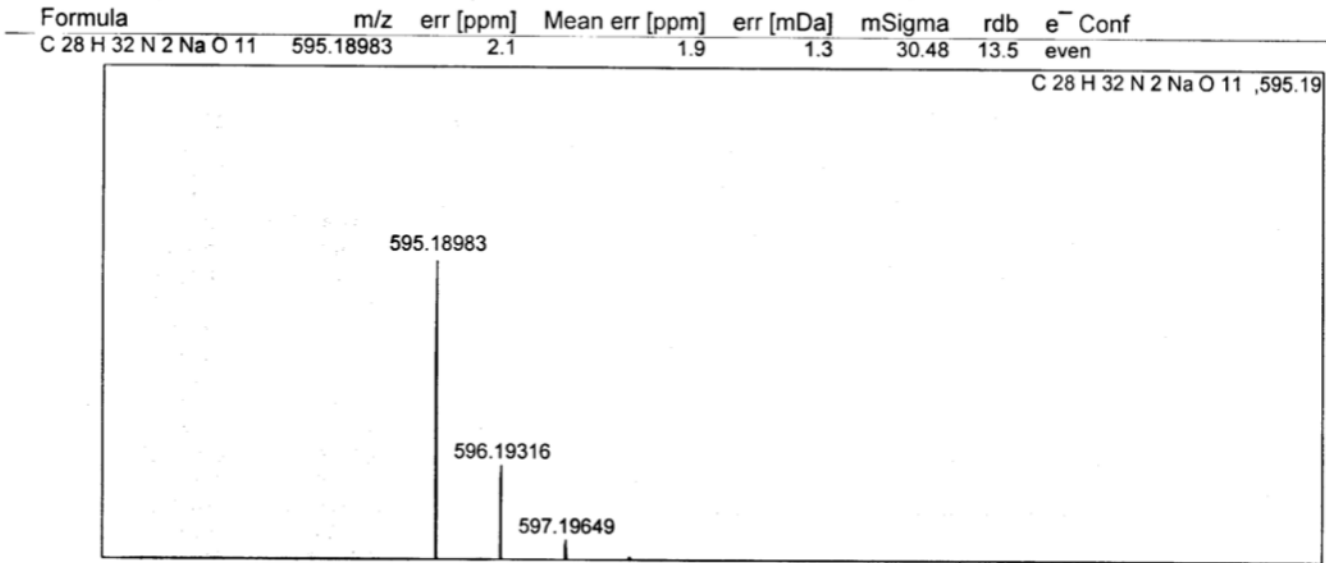 Formula m/z err [ppm] Mean err [ppm] err [mDa] mSigma rdb e⁻ Conf
C 28 H 32 N 2 Na O 11 595.18983 2.1 1.9 1.3 30.48 13.5 even
C 28 H 32 N 2 Na O 11 ,595.19
595.18983
596.19316
597.19649